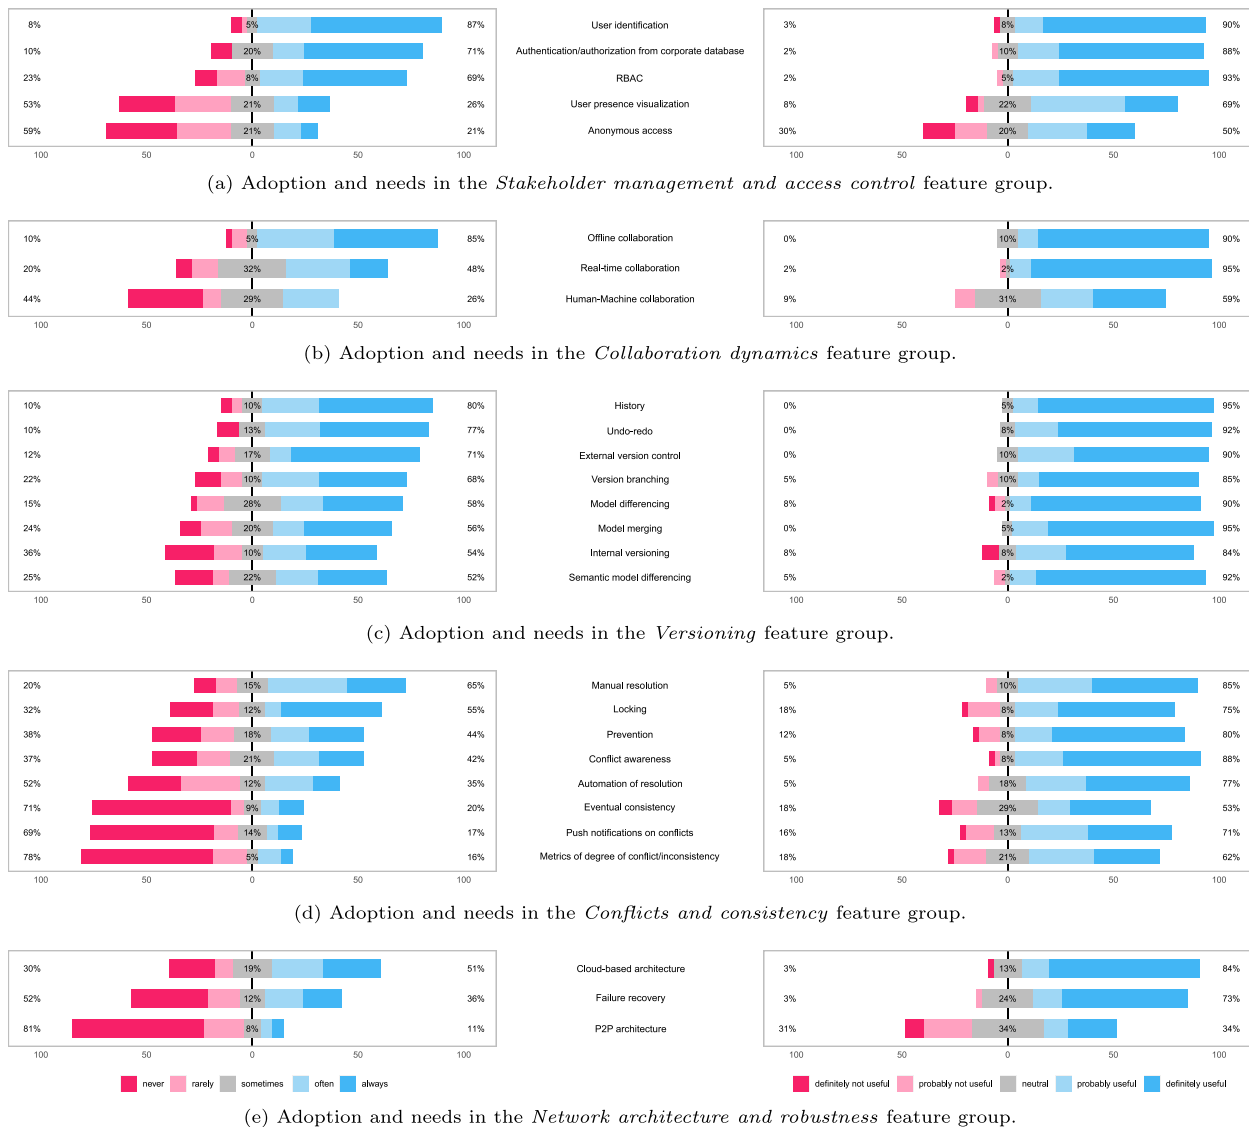 8% 5% 87% User identification 3% 8% 90%
10% 20% 71% Authentication/authorization from corporate database 2% 10% 88%
23% 8% 69% RBAC 2% 5% 93%
53% 21% 26% User presence visualization 8% 22% 69%
59% 21% 21% Anonymous access 30% 20% 50%
100 50 0 50 100 100 50 0 50 100
(a) Adoption and needs in the Stakeholder management and access control feature group.
10% 5% 85% Offline collaboration 0% 10% 90%
20% 32% 48% Real-time collaboration 2% 2% 95%
44% 29% 26% Human-Machine collaboration 9% 31% 59%
100 50 0 50 100 100 50 0 50 100
(b) Adoption and needs in the Collaboration dynamics feature group.
10% 10% 80% History 0% 5% 95%
10% 13% 77% Undo-redo 0% 8% 92%
12% 17% 71% External version control 0% 10% 90%
22% 10% 68% Version branching 5% 10% 85%
15% 28% 58% Model differencing 8% 2% 90%
24% 20% 56% Model merging 0% 5% 95%
36% 10% 54% Internal versioning 8% 8% 84%
25% 22% 52% Semantic model differencing 5% 2% 92%
100 50 0 50 100 100 50 0 50 100
(c) Adoption and needs in the Versioning feature group.
20% 15% 65% Manual resolution 5% 10% 85%
32% 12% 55% Locking 18% 8% 75%
38% 18% 44% Prevention 12% 8% 80%
37% 21% 42% Conflict awareness 5% 8% 88%
52% 12% 35% Automation of resolution 5% 18% 77%
71% 9% 20% Eventual consistency 18% 29% 53%
69% 14% 17% Push notifications on conflicts 16% 13% 71%
78% 5% 16% Metrics of degree of conflict/inconsistency 18% 21% 62%
100 50 0 50 100 100 50 0 50 100
(d) Adoption and needs in the Conflicts and consistency feature group.
30% 19% 51% Cloud-based architecture 3% 13% 84%
52% 12% 36% Failure recovery 3% 24% 73%
81% 8% 11% P2P architecture 31% 34% 34%
100 50 0 50 100 100 50 0 50 100
never rarely sometimes often always definitely not useful probably not useful neutral probably useful definitely useful
(e) Adoption and needs in the Network architecture and robustness feature group.